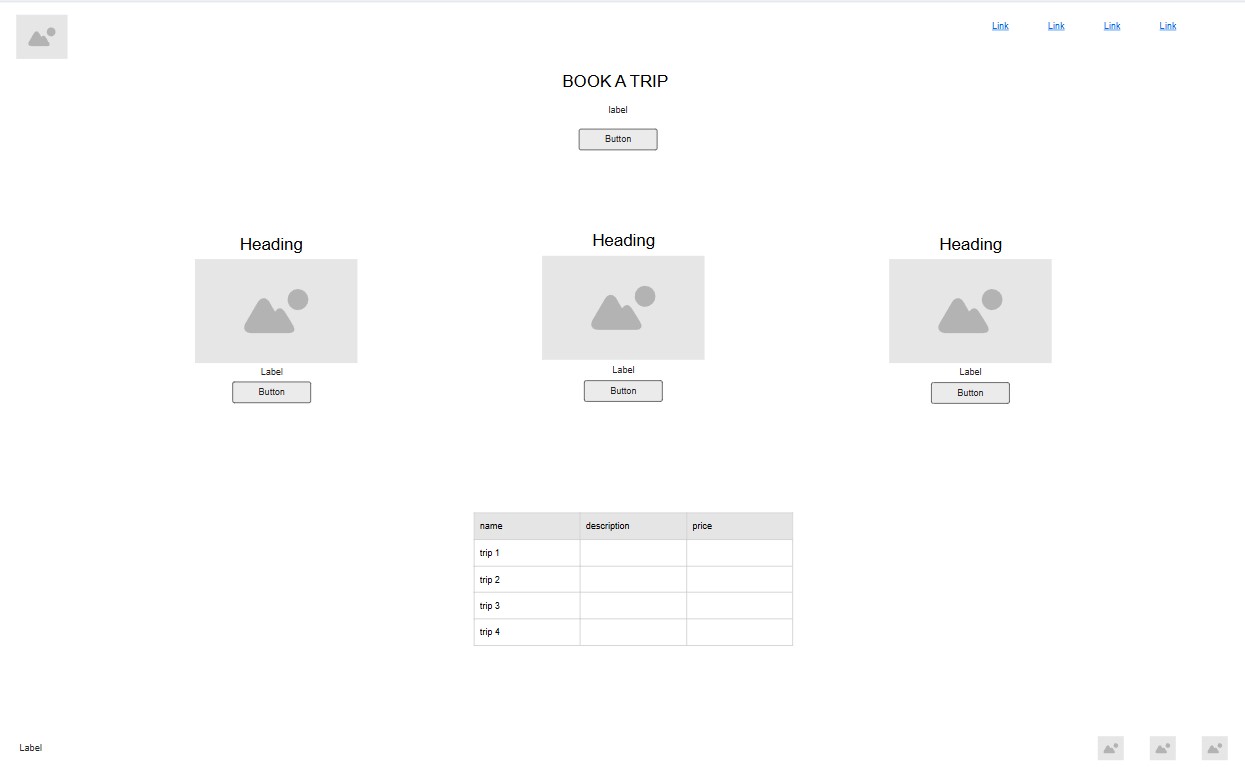 Link Link Link Link
BOOK A TRIP
label
Button
Heading Heading Heading
Label Label Label
Button Button Button
name description price
trip 1
trip 2
trip 3
trip 4
Label